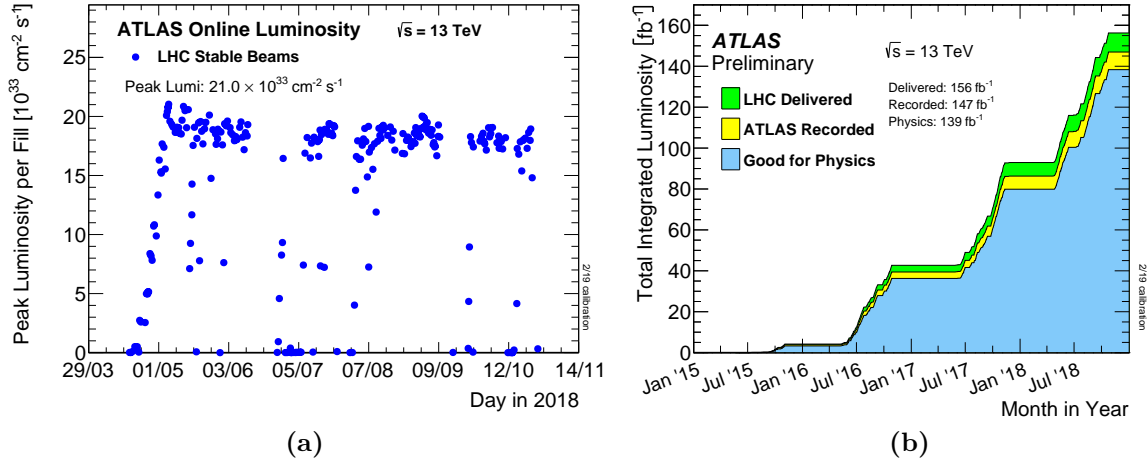 ATLAS Online Luminosity √s = 13 TeV
LHC Stable Beams
Peak Lumi: 21.0 × 10³³ cm⁻² s⁻¹
Peak Luminosity per Fill [10³³ cm⁻² s⁻¹]
25
20
15
10
5
0
29/03 01/05 03/06 05/07 07/08 09/09 12/10 14/11
Day in 2018
2/19 calibration
(a)
ATLAS
Preliminary
√s = 13 TeV
Delivered: 156 fb⁻¹
Recorded: 147 fb⁻¹
Physics: 139 fb⁻¹
LHC Delivered
ATLAS Recorded
Good for Physics
Total Integrated Luminosity [fb⁻¹]
160
140
120
100
80
60
40
20
0
Jan '15 Jul '15 Jan '16 Jul '16 Jan '17 Jul '17 Jan '18 Jul '18
Month in Year
2/19 calibration
(b)